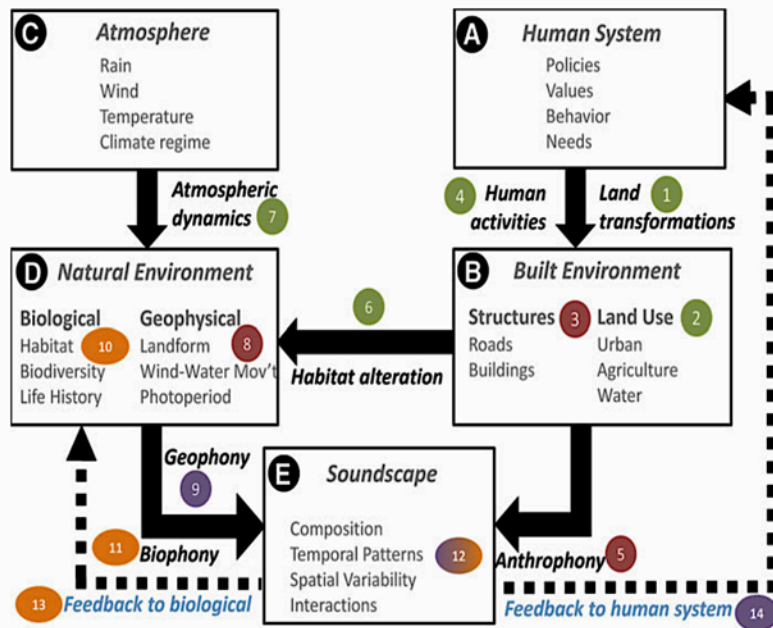 C Atmosphere
Rain
Wind
Temperature
Climate regime
A Human System
Policies
Values
Behavior
Needs
Atmospheric
dynamics 7
4 Human
activities
Land 1
transformations
D Natural Environment
Biological
Habitat 10
Biodiversity
Life History
Geophysical
Landform 8
Wind-Water Mov't
Photoperiod
6
Habitat alteration
B Built Environment
Structures 3
Roads
Buildings
Land Use 2
Urban
Agriculture
Water
Geophony
9
11 Biophony
E Soundscape
Composition
Temporal Patterns 12
Spatial Variability
Interactions
Anthrophony 5
13 Feedback to biological
Feedback to human system 14